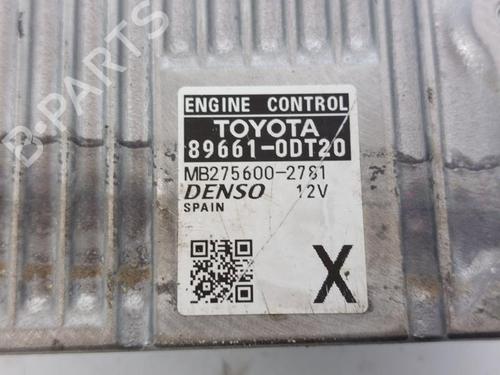 B-PARTS
ENGINE CONTROL
TOYOTA
89661-0DT20
MB275600-2781
DENSO 12V
SPAIN
X